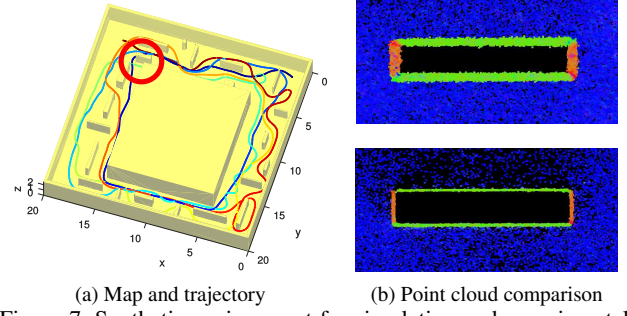 z
2
0
20
15
10
5
0
x
0
5
10
15
20
y
(a) Map and trajectory
(b) Point cloud comparison
Figure 7. Synthetic environment for simulation and experimental